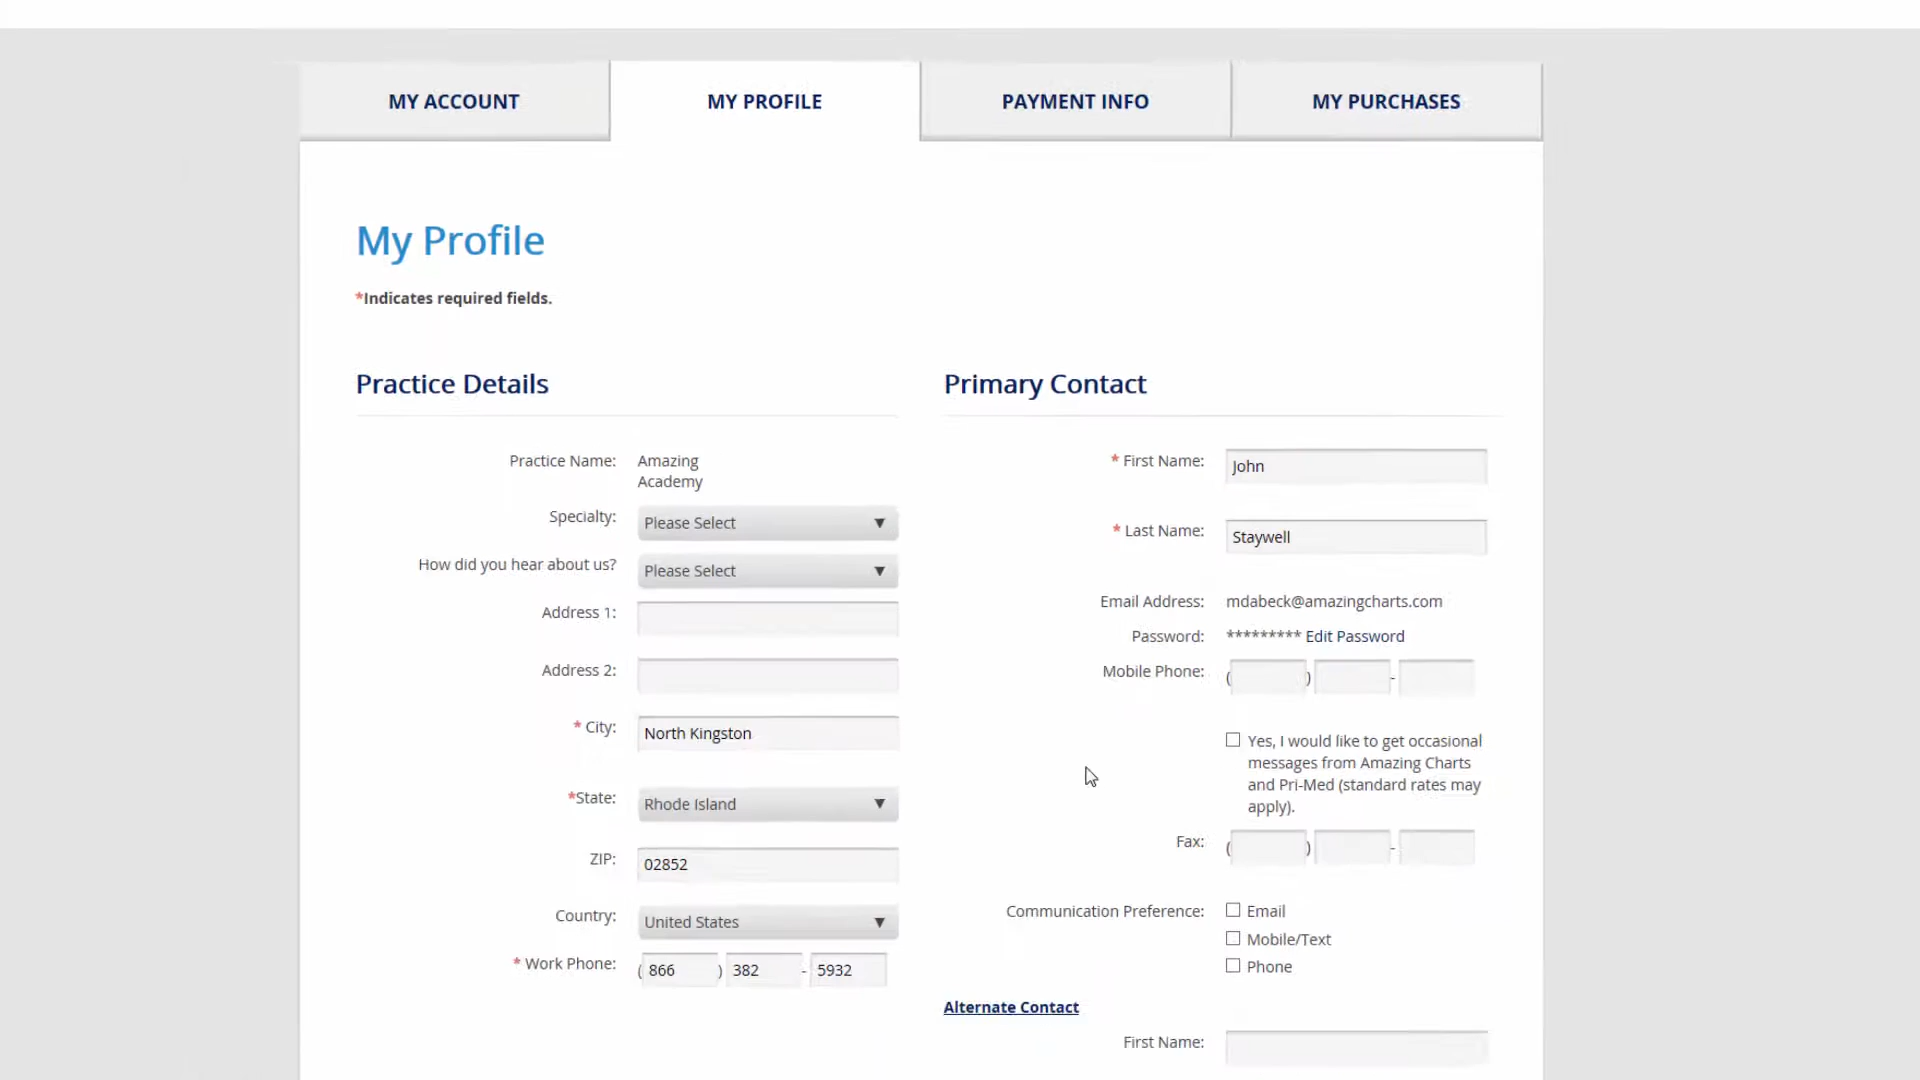 MY ACCOUNT
MY PROFILE
PAYMENT INFO
MY PURCHASES
My Profile
*Indicates required fields.
Practice Details
Practice Name: Amazing
Academy
Specialty: Please Select
How did you hear about us? Please Select
Address 1:
Address 2:
* City: North Kingston
*State: Rhode Island
ZIP: 02852
Country: United States
* Work Phone: (866) 382 - 5932
Primary Contact
* First Name: John
* Last Name: Staywell
Email Address: mdabeck@amazingcharts.com
Password: ********* Edit Password
Mobile Phone: ( ) -
Yes, I would like to get occasional
messages from Amazing Charts
and Pri-Med (standard rates may
apply).
Fax: ( ) -
Communication Preference: Email
Mobile/Text
Phone
Alternate Contact
First Name: